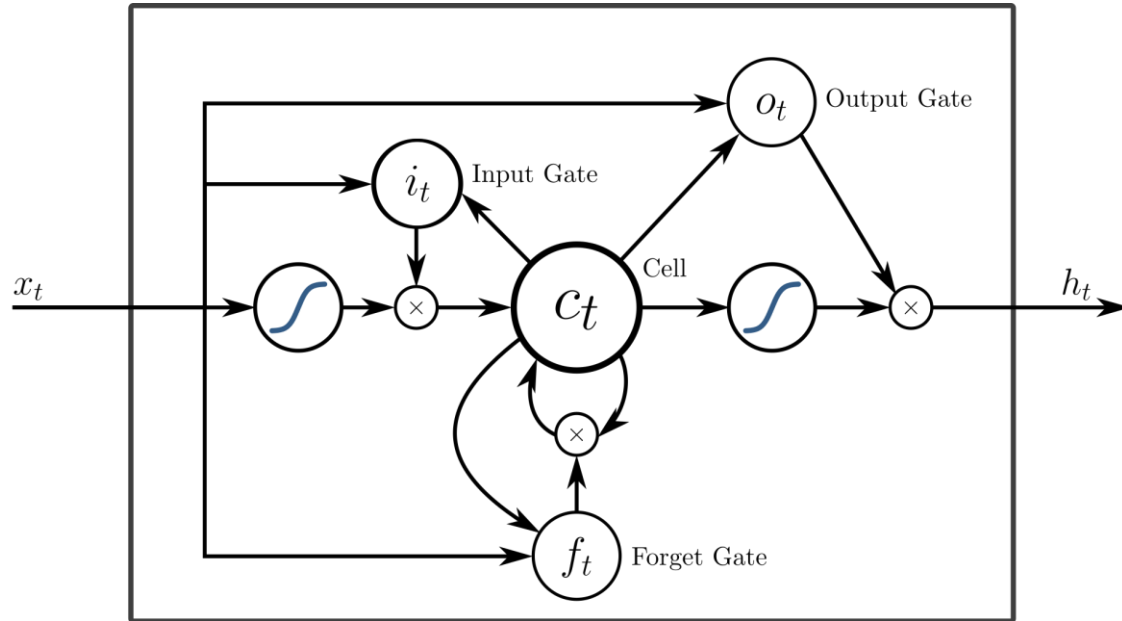 o_t Output Gate
i_t Input Gate
x_t
Cell
h_t
×
c_t
×
×
f_t Forget Gate